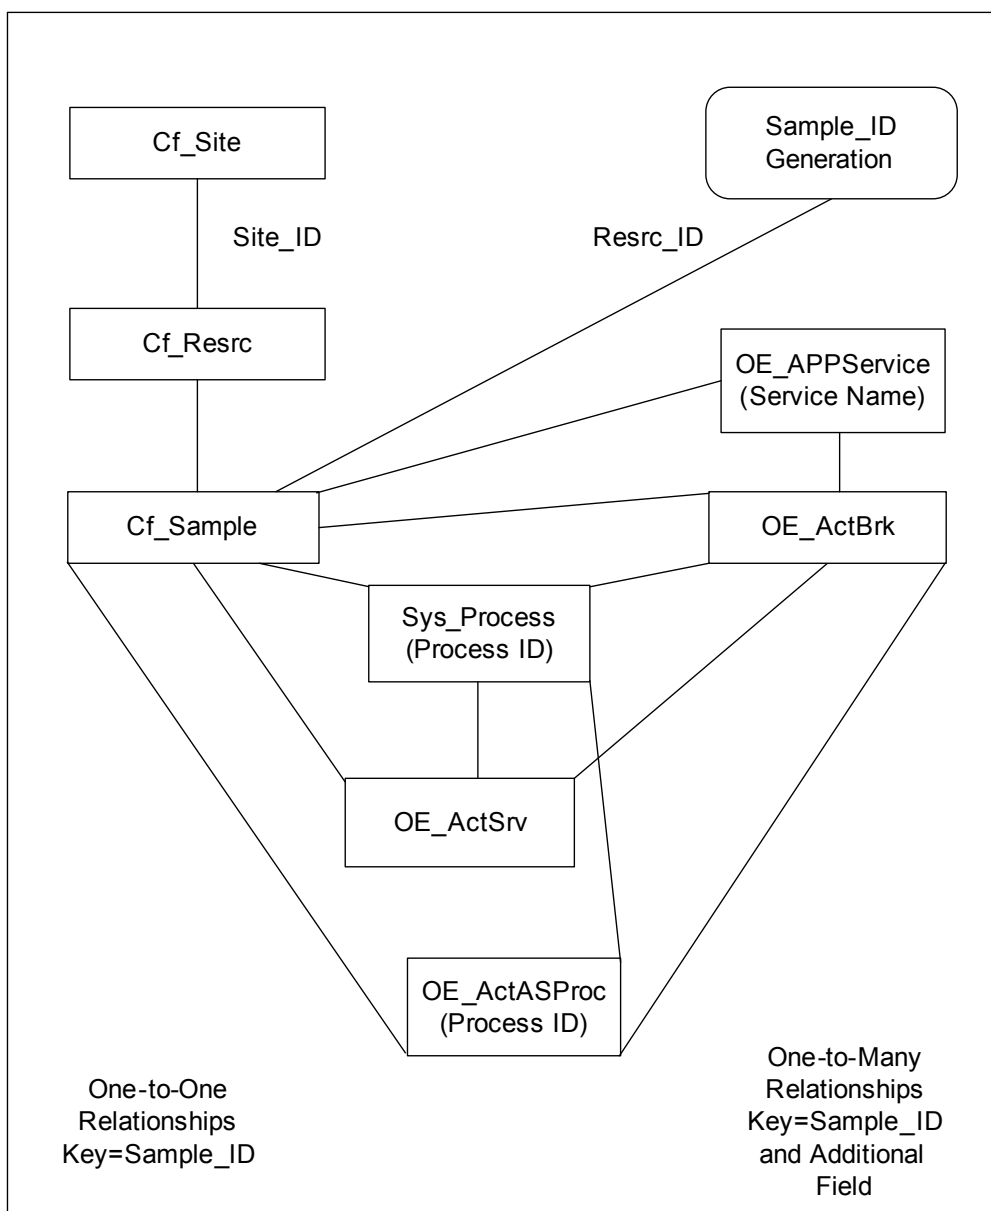 Cf_Site
Sample_ID
Generation
Site_ID
Resrc_ID
Cf_Resrc
OE_APPService
(Service Name)
Cf_Sample
OE_ActBrk
Sys_Process
(Process ID)
OE_ActSrv
OE_ActASProc
(Process ID)
One-to-One
Relationships
Key=Sample_ID
One-to-Many
Relationships
Key=Sample_ID
and Additional
Field